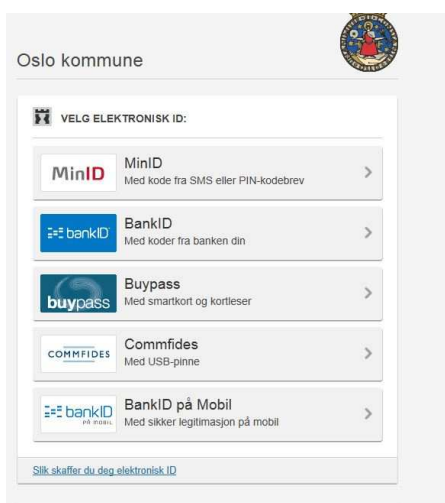 Oslo kommune
VELG ELEKTRONISK ID:
MinID
MinID
Med kode fra SMS eller PIN-kodebrev
bankID
BankID
Med koder fra banken din
buypass
Buypass
Med smartkort og kortleser
COMMFIDES
Commfides
Med USB-pinne
bankID
PÅ MOBIL
BankID på Mobil
Med sikker legitimasjon på mobil
Slik skaffer du deg elektronisk ID